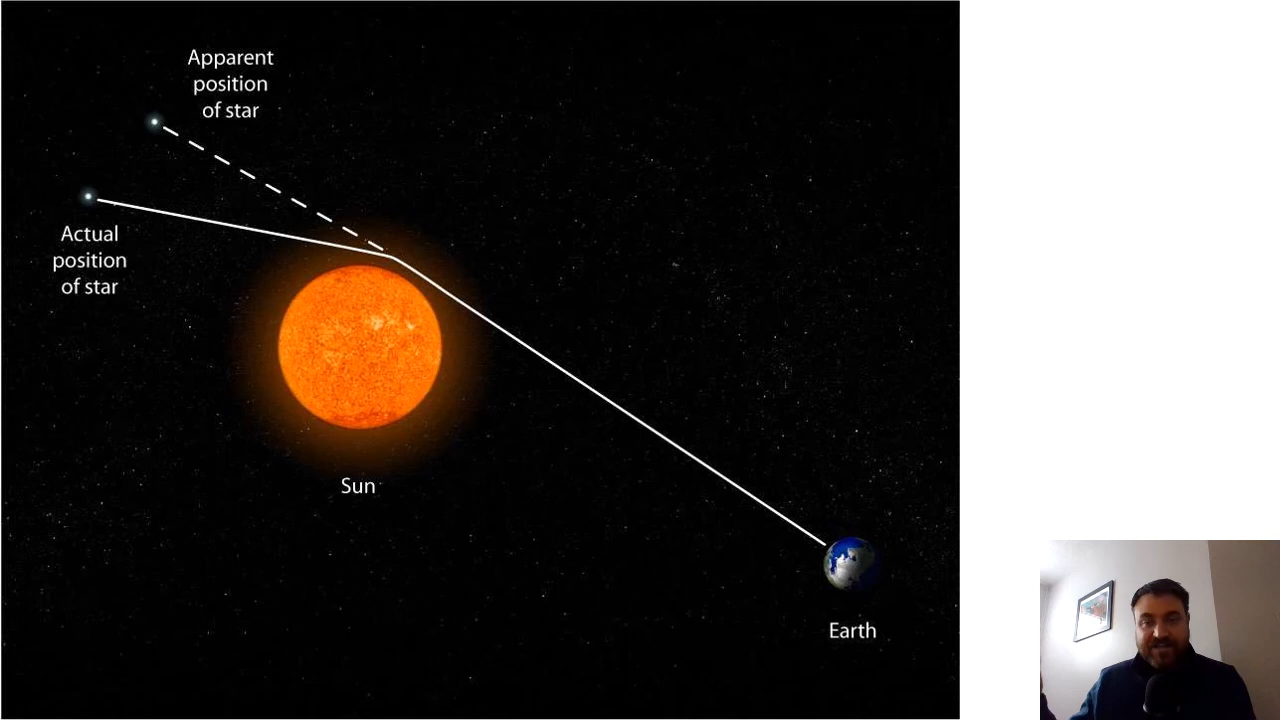 Apparent
position
of star
Actual
position
of star
Sun
Earth